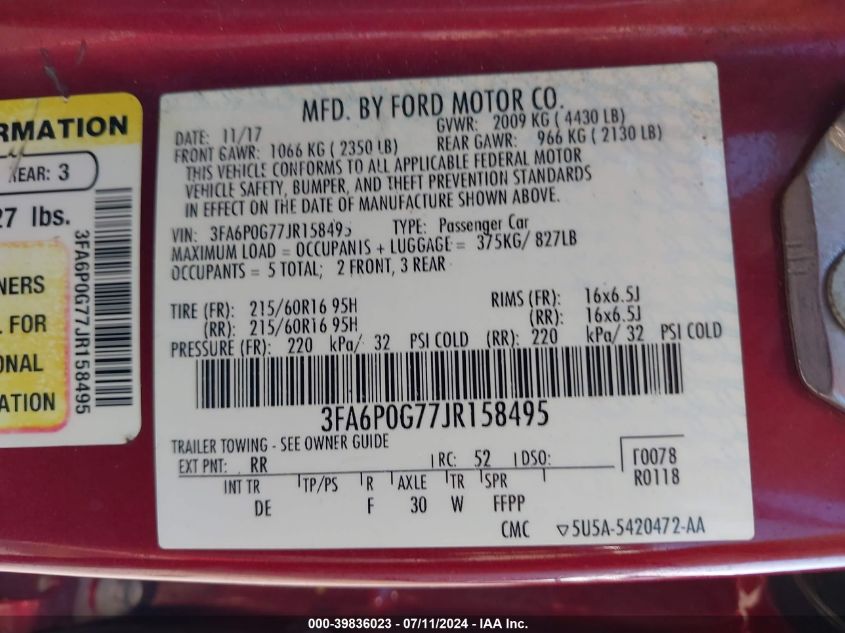 RMATION
REAR: 3
27 lbs.
NERS
L FOR
ONAL
ATION
3FA6P0G77JR158495
MFD. BY FORD MOTOR CO.
DATE: 11/17 GVWR: 2009 KG ( 4430 LB)
FRONT GAWR: 1066 KG ( 2350 LB) REAR GAWR: 966 KG ( 2130 LB)
THIS VEHICLE CONFORMS TO ALL APPLICABLE FEDERAL MOTOR
VEHICLE SAFETY, BUMPER, AND THEFT PREVENTION STANDARDS
IN EFFECT ON THE DATE OF MANUFACTURE SHOWN ABOVE.
VIN: 3FA6P0G77JR158495 TYPE: Passenger Car
MAXIMUM LOAD = OCCUPANTS + LUGGAGE = 375KG/ 827LB
OCCUPANTS = 5 TOTAL; 2 FRONT, 3 REAR
TIRE (FR): 215/60R16 95H RIMS (FR): 16x6.5J
(RR): 215/60R16 95H (RR): 16x6.5J
PRESSURE (FR): 220 kPa/ 32 PSI COLD (RR): 220 kPa/ 32 PSI COLD
3FA6P0G77JR158495
TRAILER TOWING - SEE OWNER GUIDE
EXT PNT: RR RC: 52 DSO: F0078
R0118
INT TR TP/PS R AXLE TR SPR
DE F 30 W FFPP
CMC ▽5U5A-5420472-AA
000-39836023 / 07/11/2024 - IAA Inc.